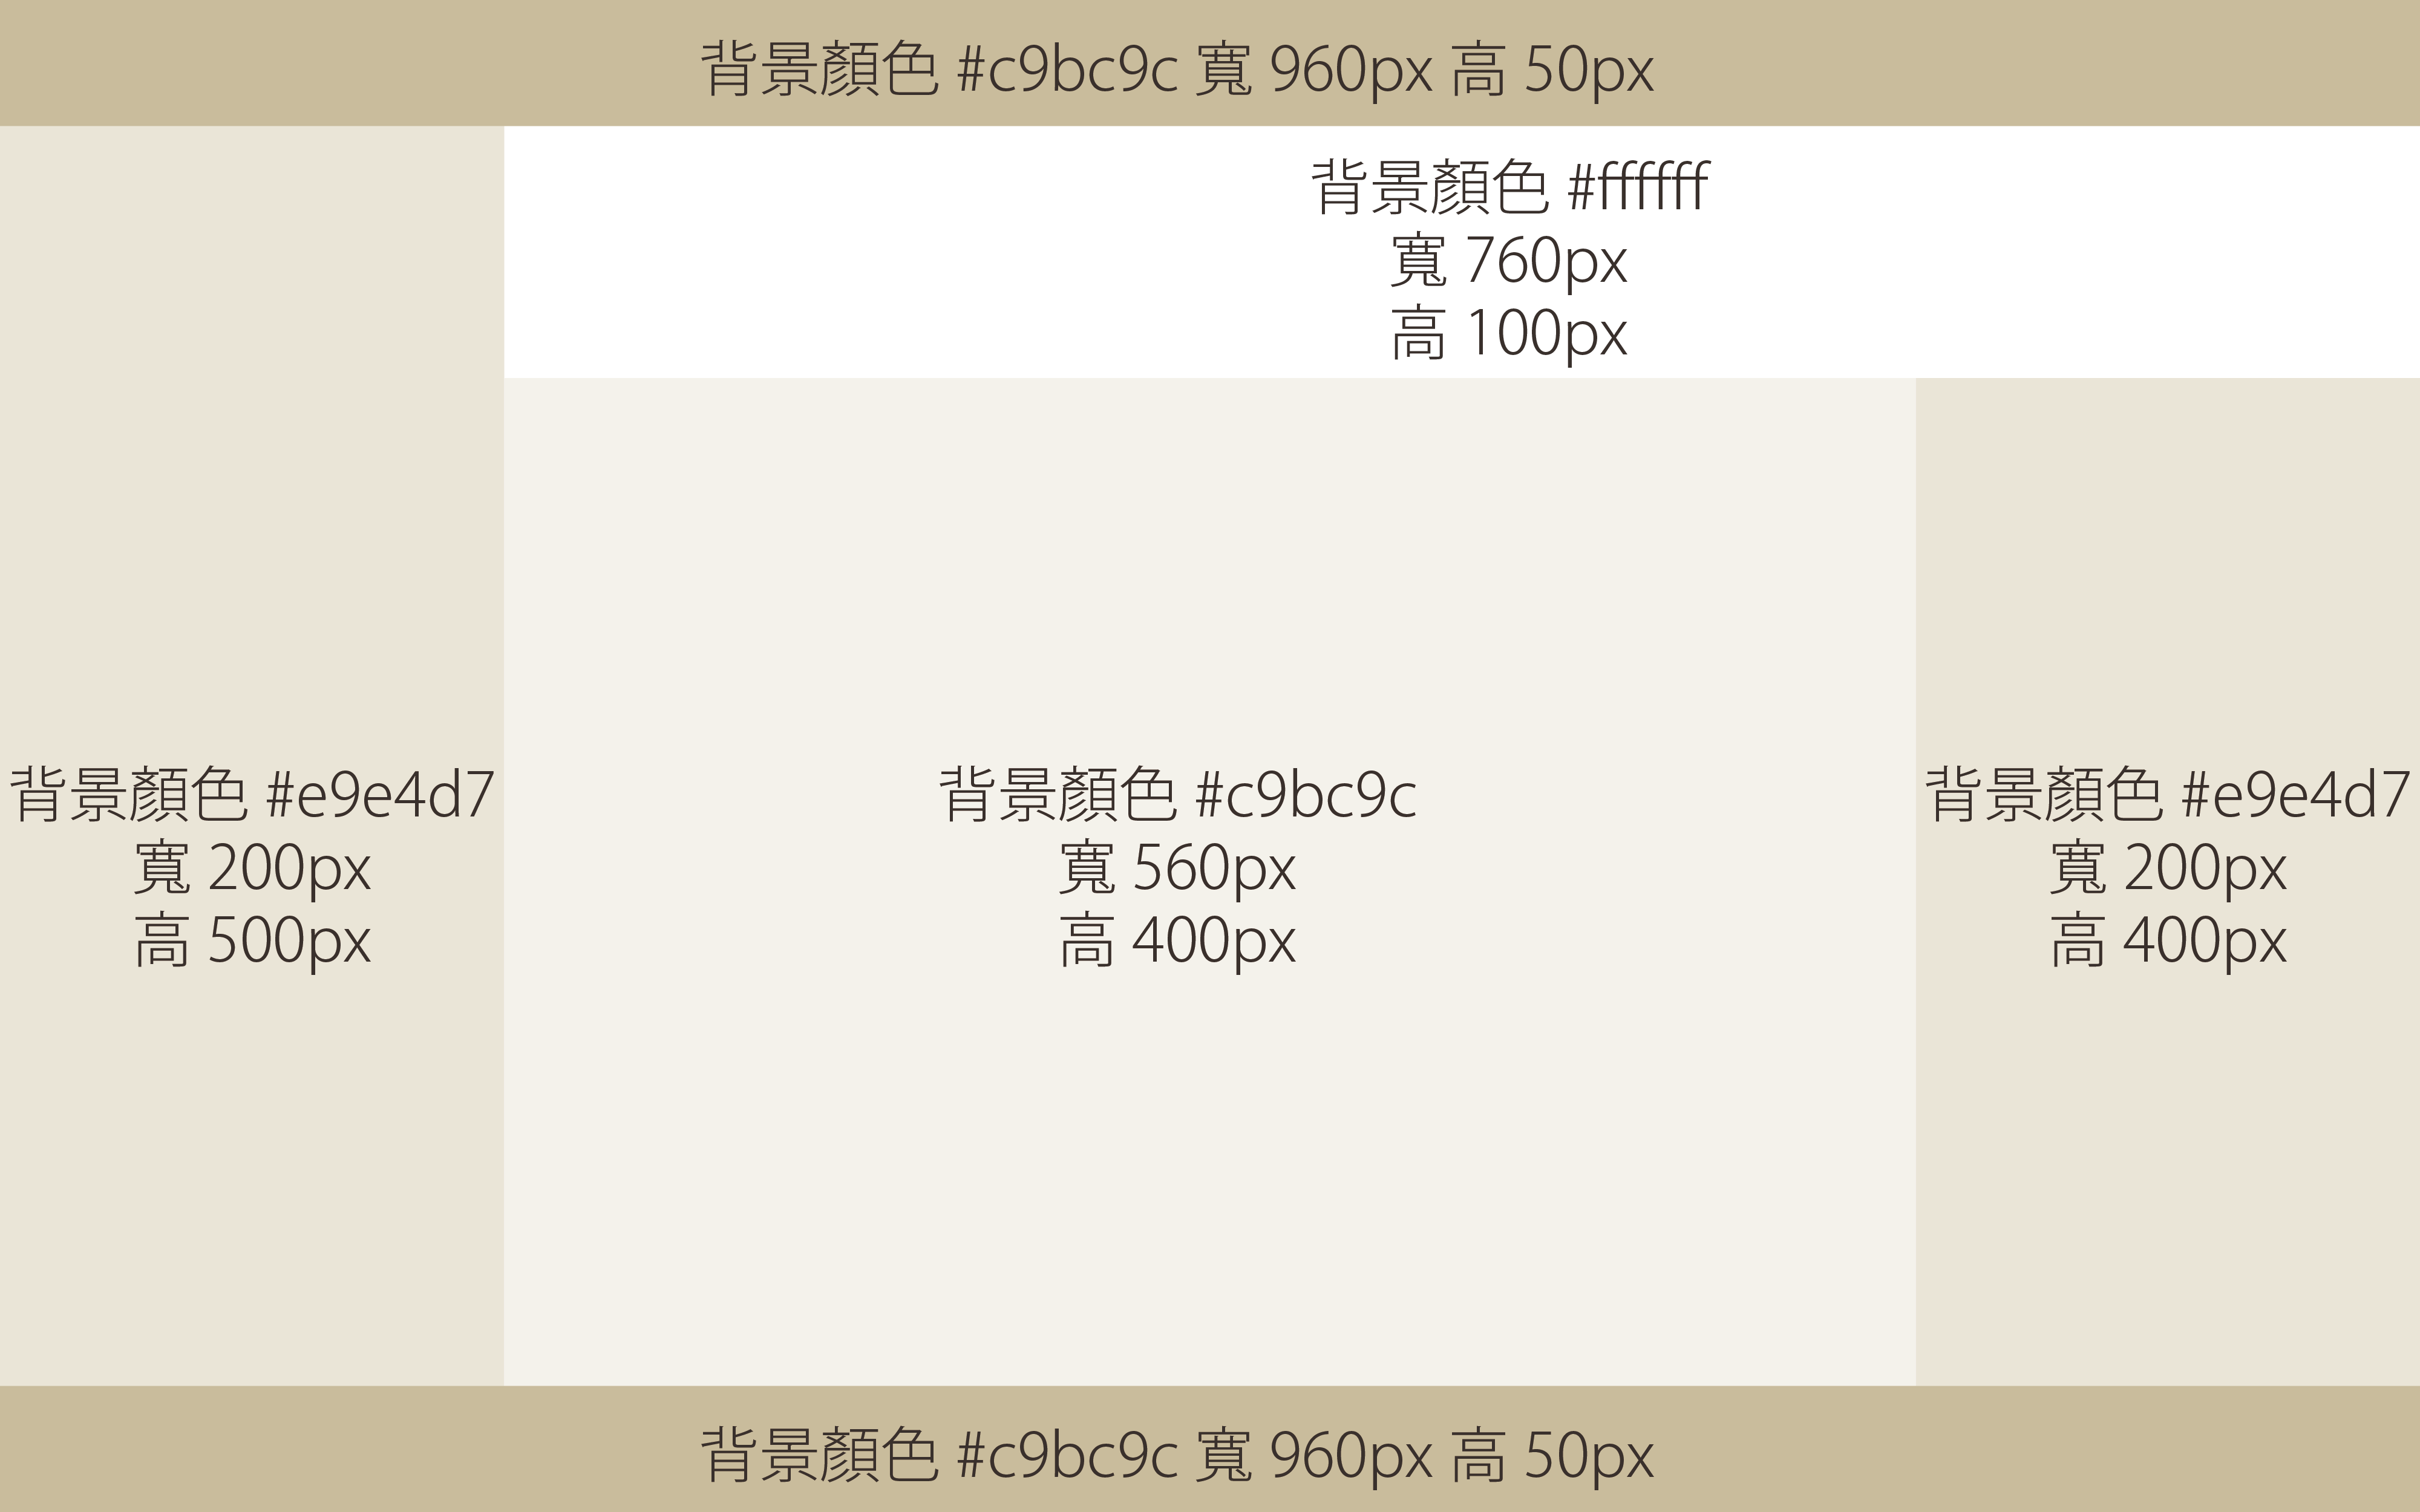 背景顏色 #c9bc9c 寬 960px 高 50px
背景顏色 #ffffff
寬 760px
高 100px
背景顏色 #e9e4d7
寬 200px
高 500px
背景顏色 #c9bc9c
寬 560px
高 400px
背景顏色 #e9e4d7
寬 200px
高 400px
背景顏色 #c9bc9c 寬 960px 高 50px